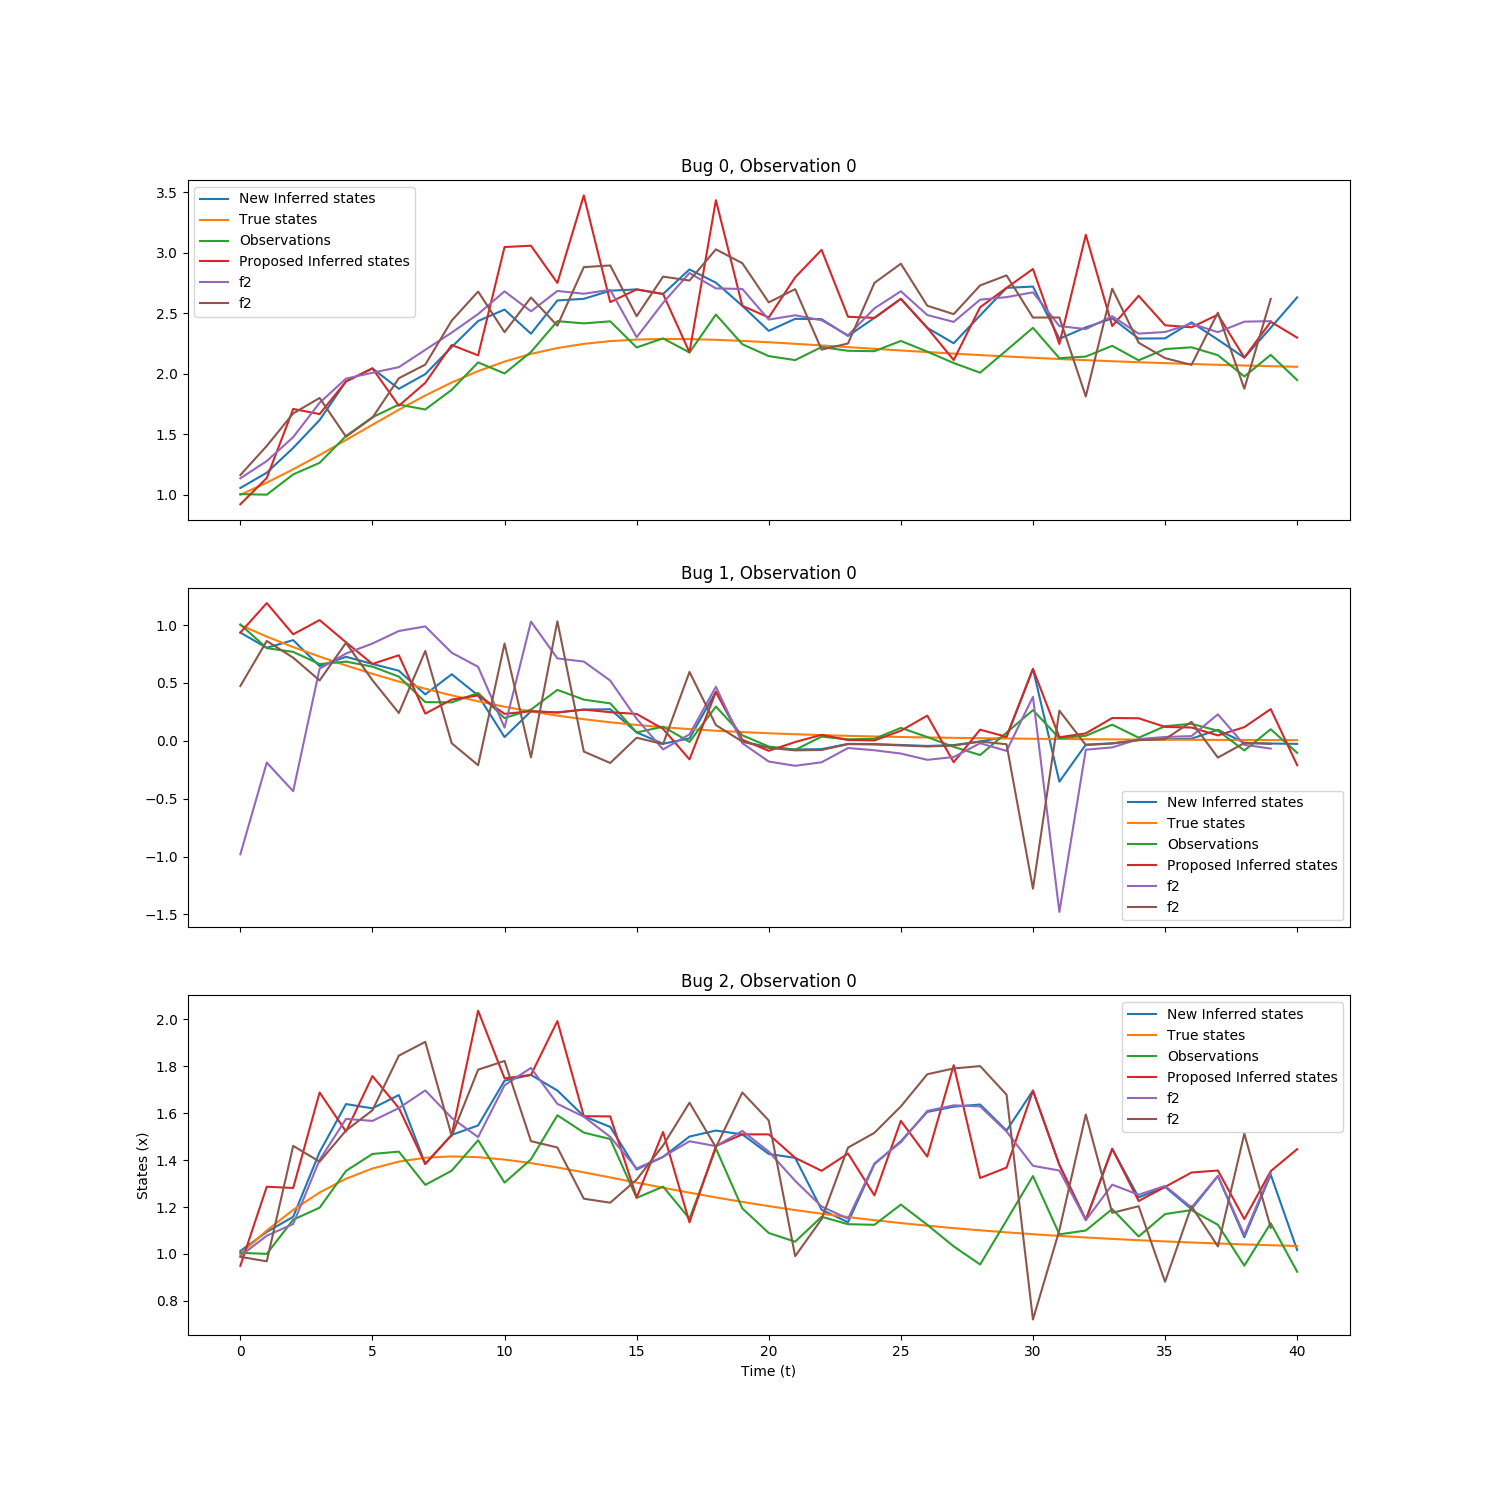 Bug 0, Observation 0
3.5
3.0
2.5
2.0
1.5
1.0
New Inferred states
True states
Observations
Proposed Inferred states
f2
f2
Bug 1, Observation 0
1.0
0.5
0.0
−0.5
−1.0
−1.5
New Inferred states
True states
Observations
Proposed Inferred states
f2
f2
Bug 2, Observation 0
2.0
1.8
1.6
1.4
1.2
1.0
0.8
States (x)
New Inferred states
True states
Observations
Proposed Inferred states
f2
f2
0 5 10 15 20 25 30 35 40
Time (t)